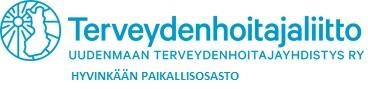 Terveydenhoitajaliitto
UUDENMAAN TERVEYDENHOITAJAYHDISTYS RY
HYVINKÄÄN PAIKALLISOSASTO